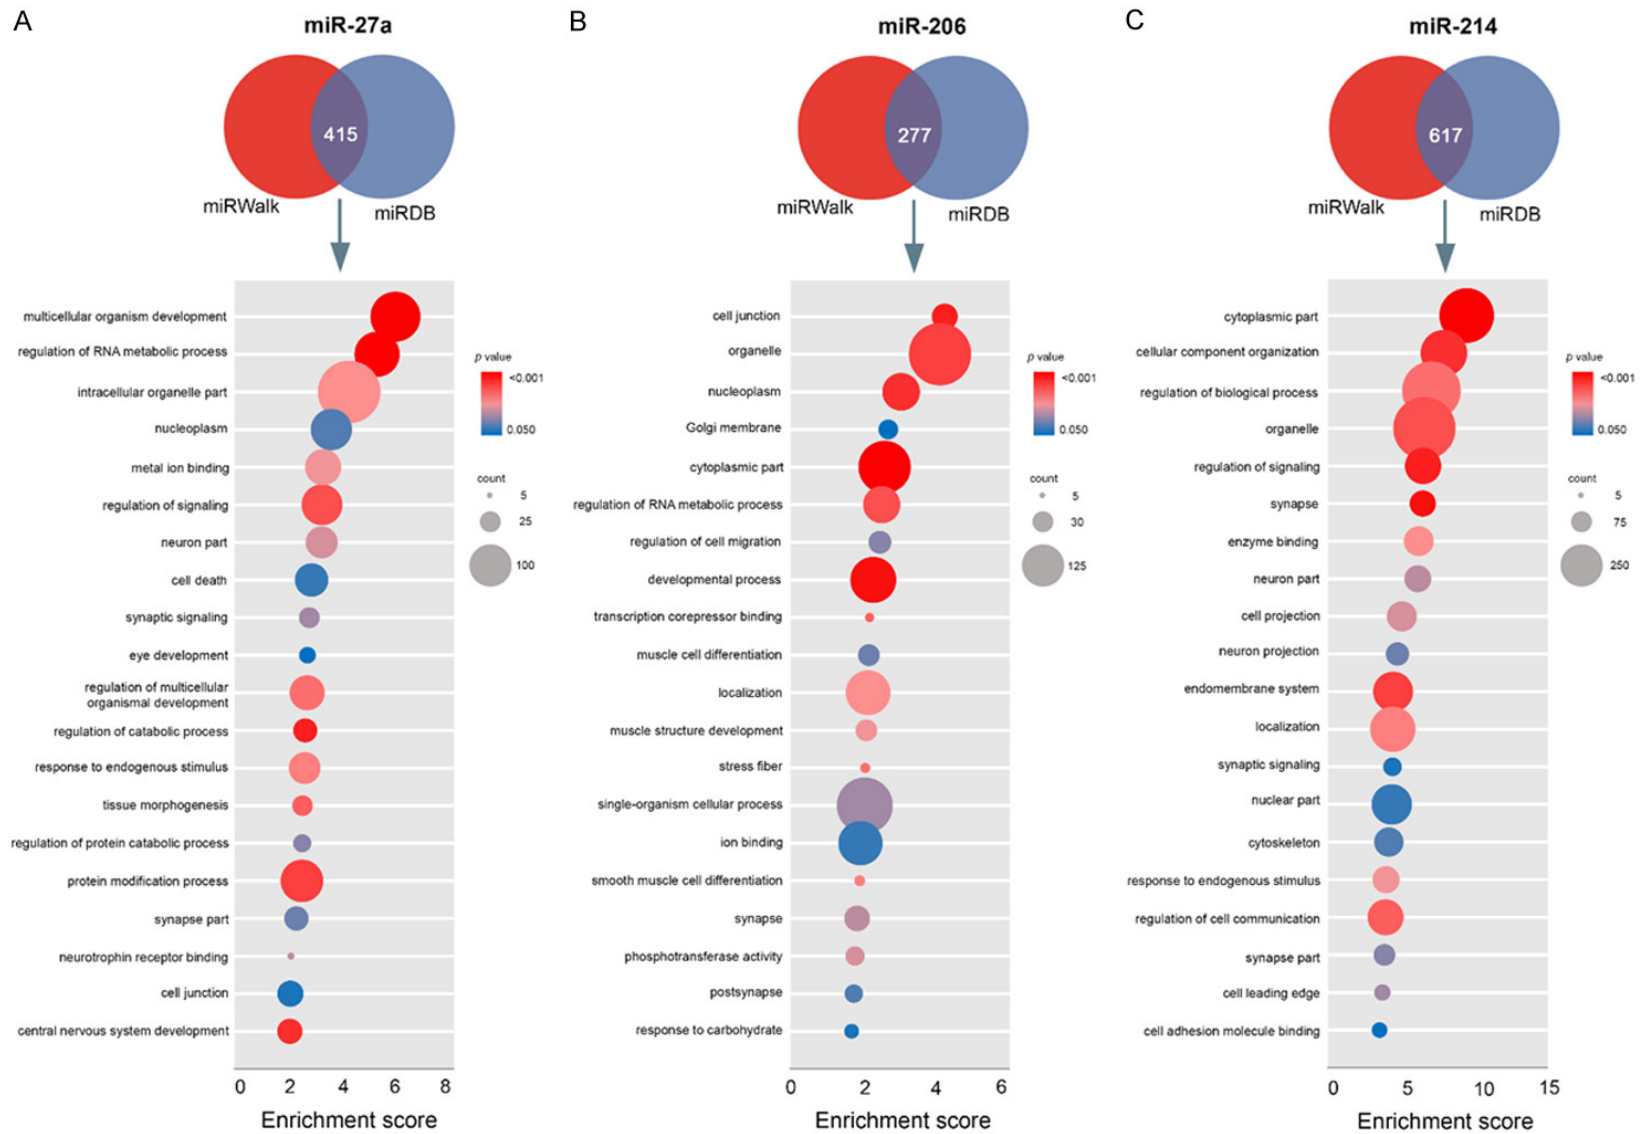 A
miR-27a
415
miRWalk
miRDB
multicellular organism development
regulation of RNA metabolic process
intracellular organelle part
nucleoplasm
metal ion binding
regulation of signaling
neuron part
cell death
synaptic signaling
eye development
regulation of multicellular
organismal development
regulation of catabolic process
response to endogenous stimulus
tissue morphogenesis
regulation of protein catabolic process
protein modification process
synapse part
neurotrophin receptor binding
cell junction
central nervous system development
0 2 4 6 8
Enrichment score
p value
<0.001
0.050
count
5
25
100
B
miR-206
277
miRWalk
miRDB
cell junction
organelle
nucleoplasm
Golgi membrane
cytoplasmic part
regulation of RNA metabolic process
regulation of cell migration
developmental process
transcription corepressor binding
muscle cell differentiation
localization
muscle structure development
stress fiber
single-organism cellular process
ion binding
smooth muscle cell differentiation
synapse
phosphotransferase activity
postsynapse
response to carbohydrate
0 2 4 6
Enrichment score
p value
<0.001
0.050
count
5
30
125
C
miR-214
617
miRWalk
miRDB
cytoplasmic part
cellular component organization
regulation of biological process
organelle
regulation of signaling
synapse
enzyme binding
neuron part
cell projection
neuron projection
endomembrane system
localization
synaptic signaling
nuclear part
cytoskeleton
response to endogenous stimulus
regulation of cell communication
synapse part
cell leading edge
cell adhesion molecule binding
0 5 10 15
Enrichment score
p value
<0.001
0.050
count
5
75
250